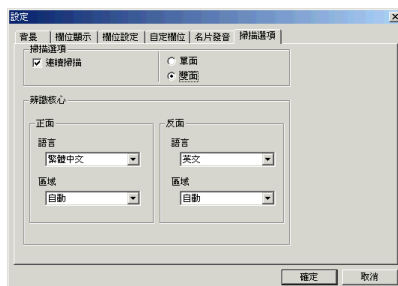 設定
背景 欄位顯示 欄位設定 自定欄位 名片發音 掃描選項
掃描選項
連續掃描 單面
雙面
辨識核心
正面 反面
語言 語言
繁體中文 英文
區域 區域
自動 自動
確定 取消